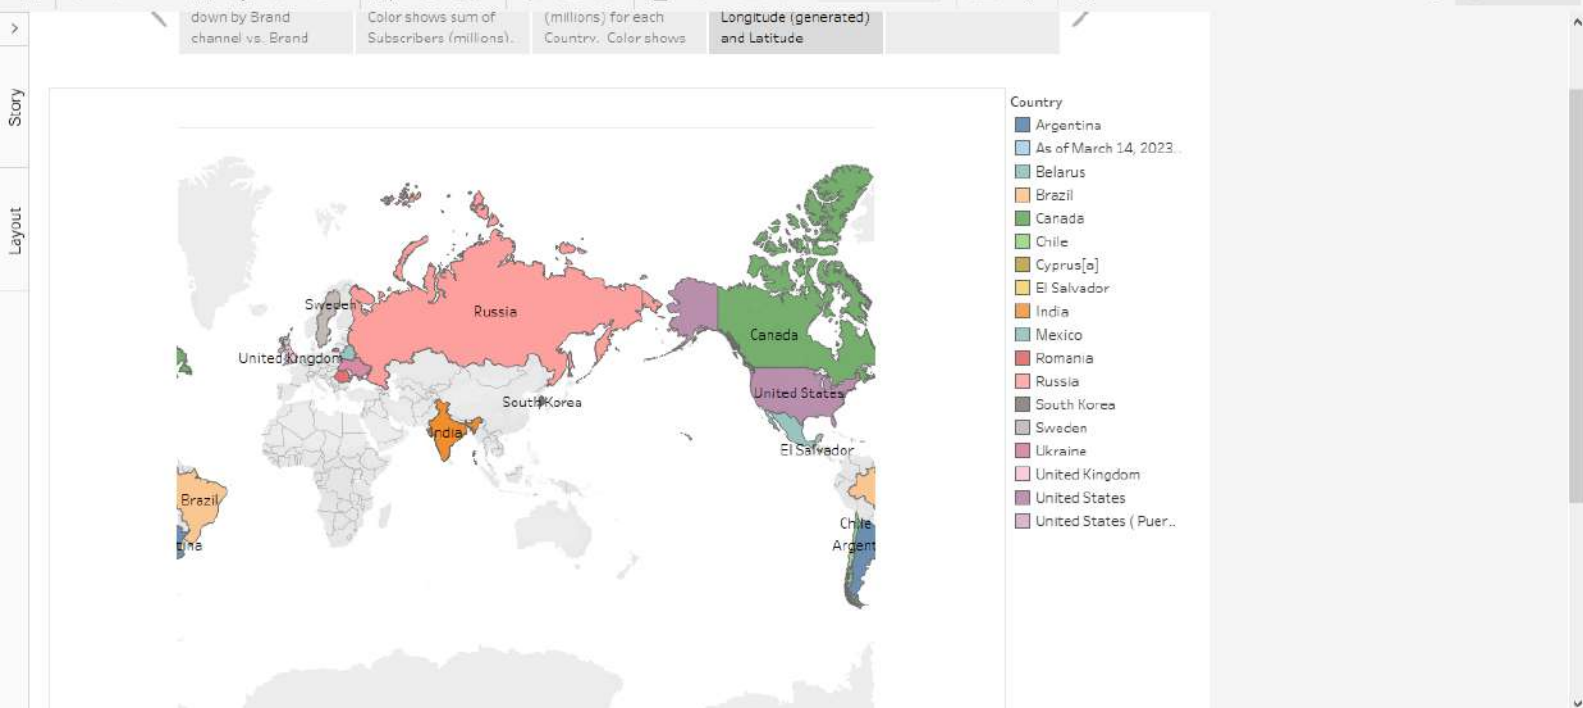 down by Brand
channel vs. Brand
Color shows sum of
Subscribers (millions).
(millions) for each
Country. Color shows
Longitude (generated)
and Latitude
Story
Layout
Country
Argentina
As of March 14, 2023..
Belarus
Brazil
Canada
Chile
Cyprus[a]
El Salvador
India
Mexico
Romania
Russia
South Korea
Sweden
Ukraine
United Kingdom
United States
United States ( Puer..
Sweden
Russia
United Kingdom
Canada
United States
South Korea
India
El Salvador
Brazil
Chile
tina
Argent